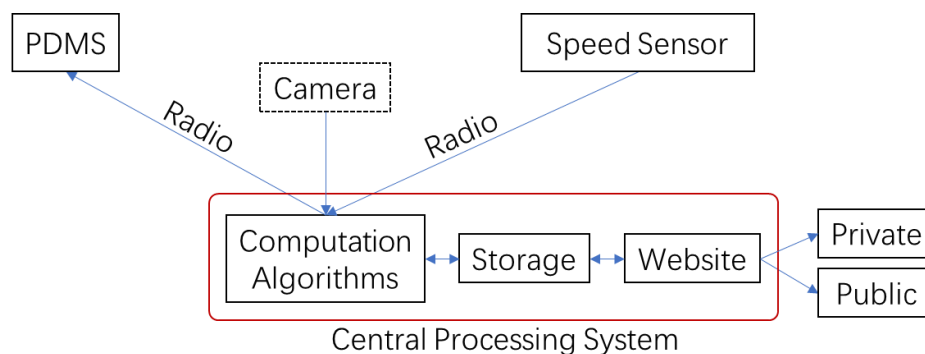 PDMS
Speed Sensor
Camera
Radio
Radio
Computation
Algorithms
Storage
Website
Private
Public
Central Processing System